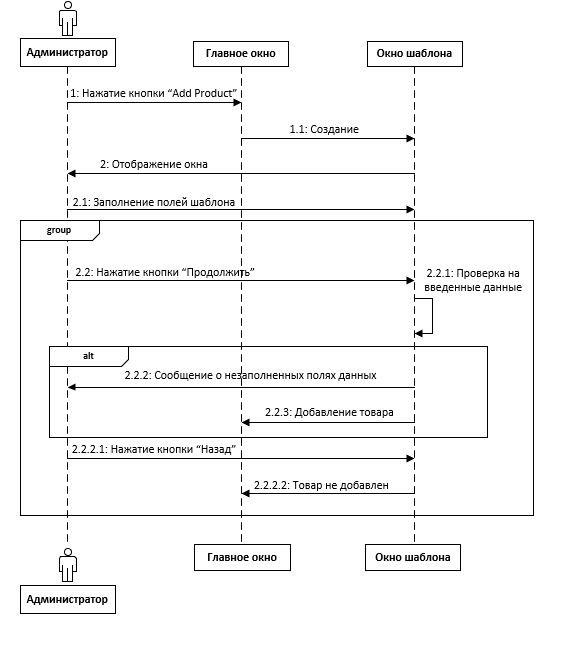 Администратор
Главное окно
Окно шаблона
1: Нажатие кнопки “Add Product”
1.1: Создание
2: Отображение окна
2.1: Заполнение полей шаблона
group
2.2: Нажатие кнопки “Продолжить”
2.2.1: Проверка на
введенные данные
alt
2.2.2: Сообщение о незаполненных полях данных
2.2.3: Добавление товара
2.2.2.1: Нажатие кнопки “Назад”
2.2.2.2: Товар не добавлен
Главное окно
Окно шаблона
Администратор